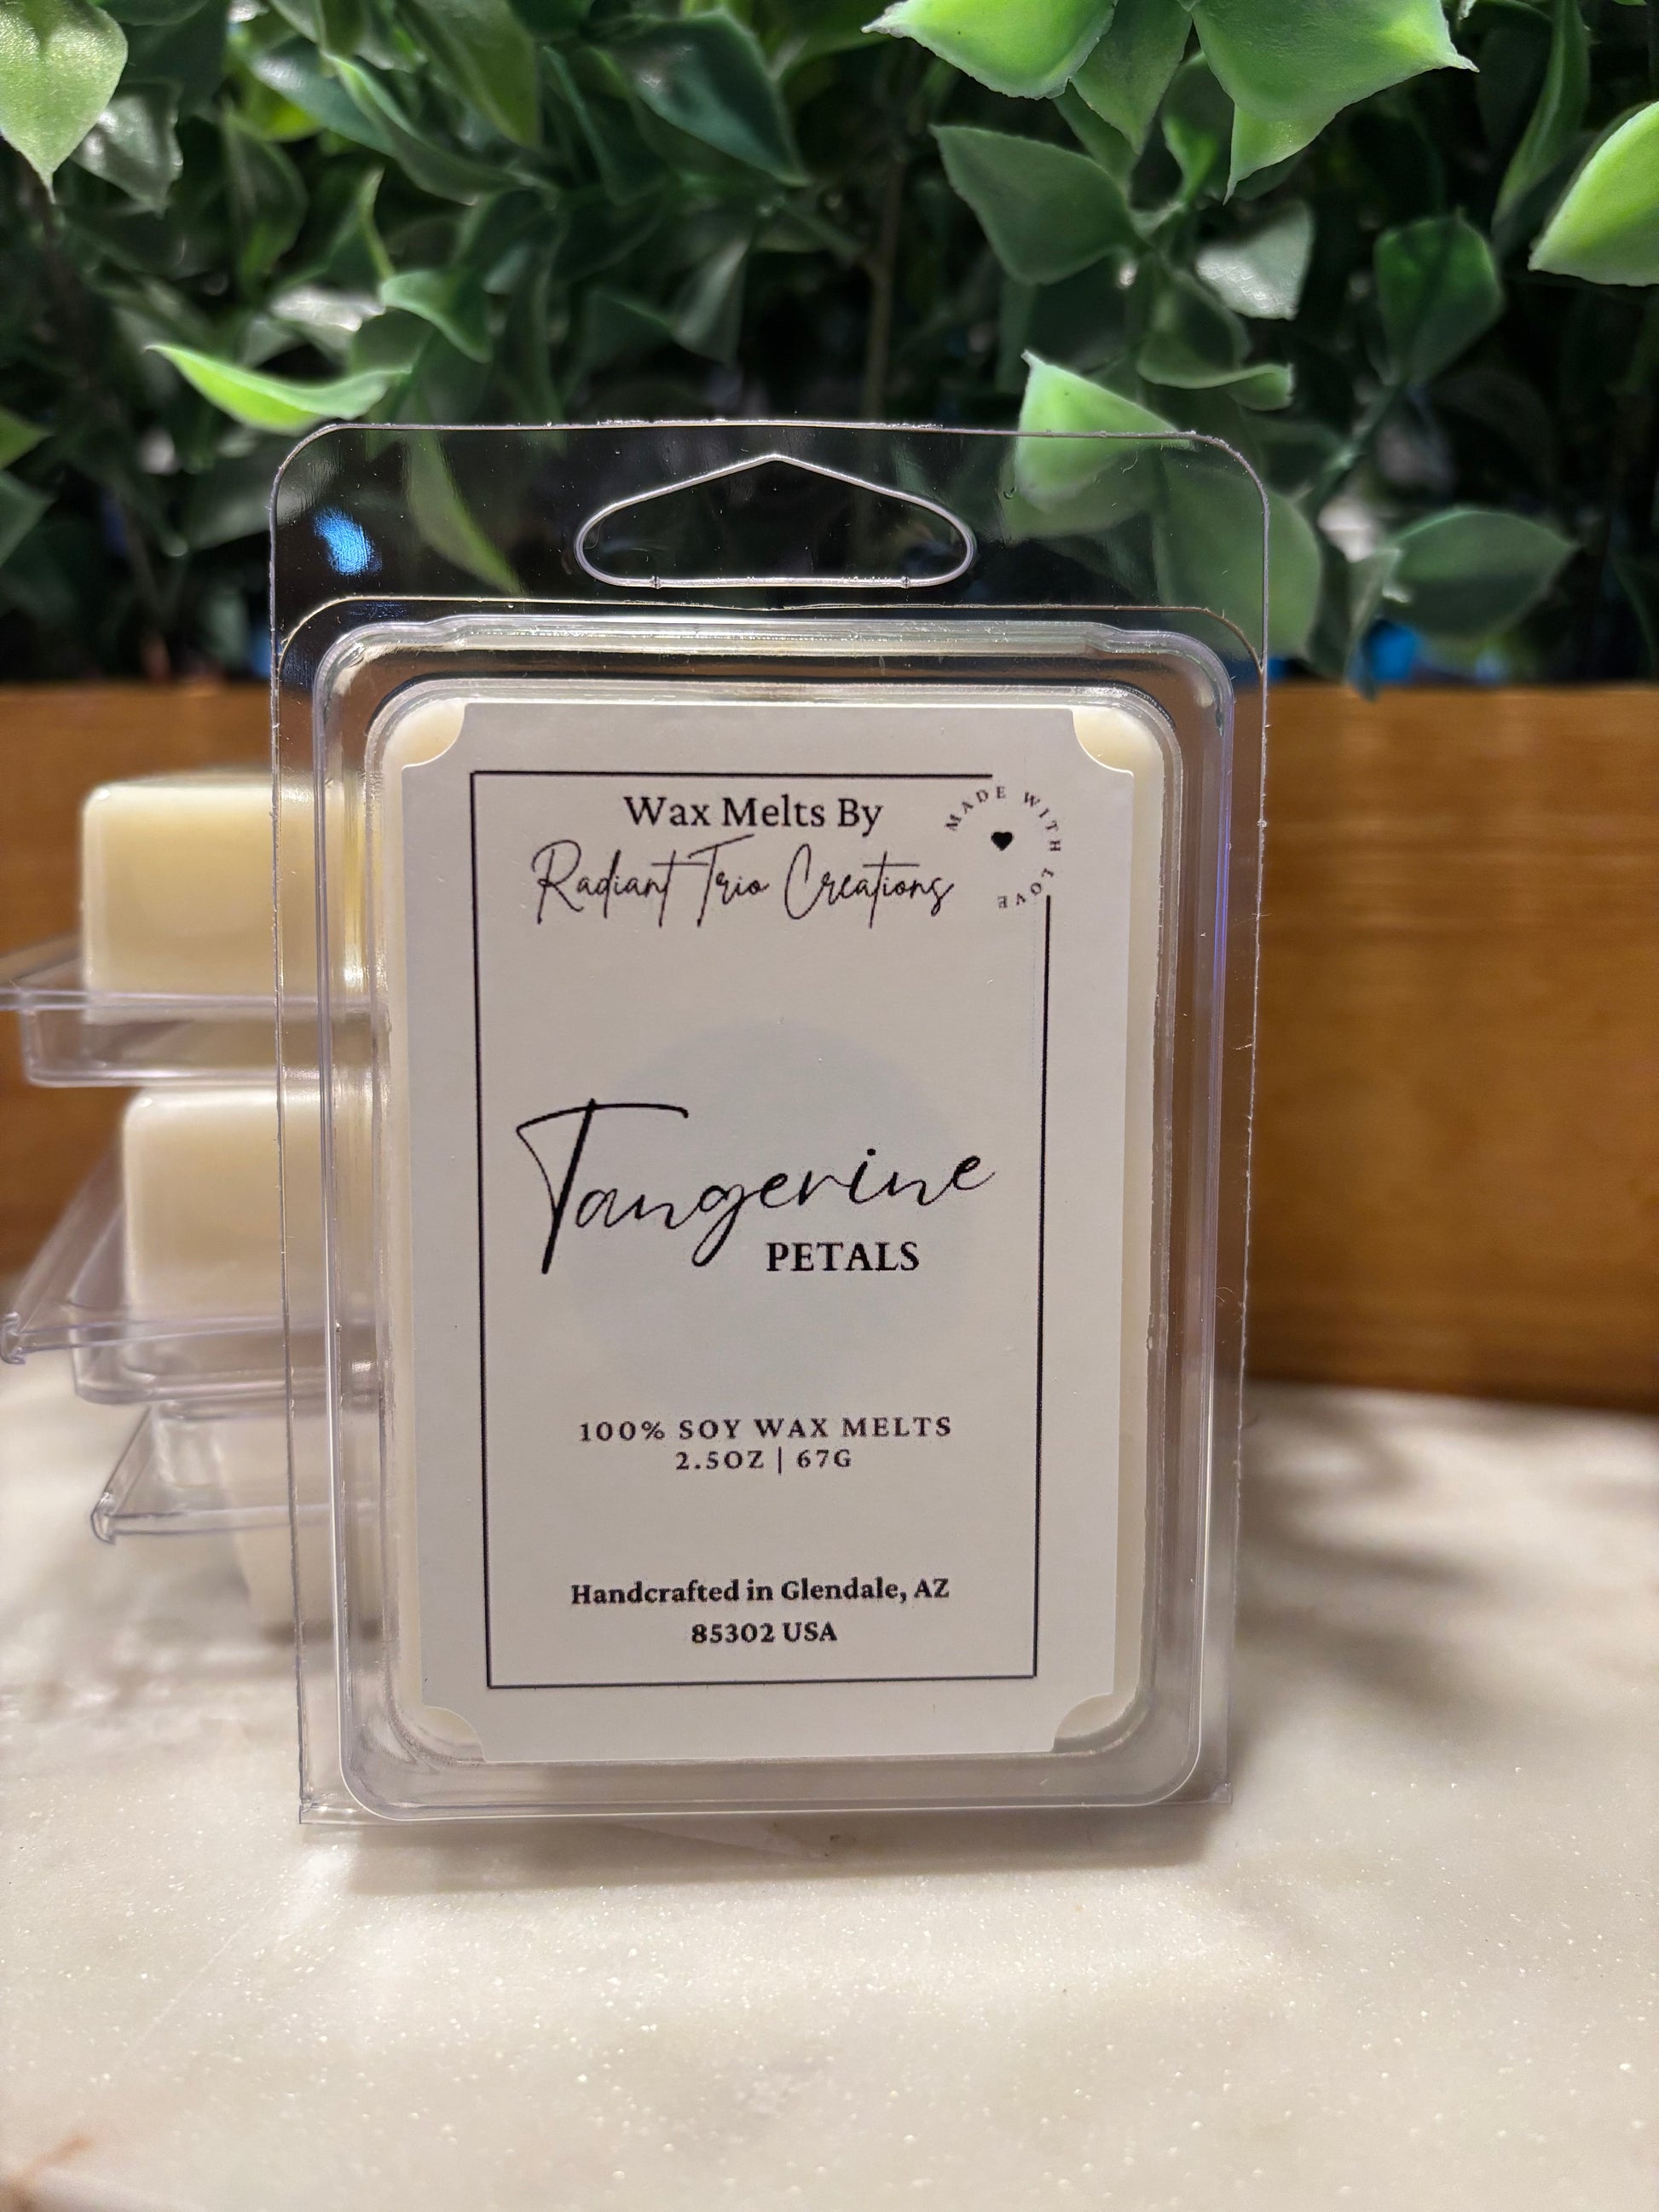 Wax Melts By
MADE WITH LOVE
Radiant Trio Creations
Tangerine
PETALS
100% SOY WAX MELTS
2.5OZ | 67G
Handcrafted in Glendale, AZ
85302 USA